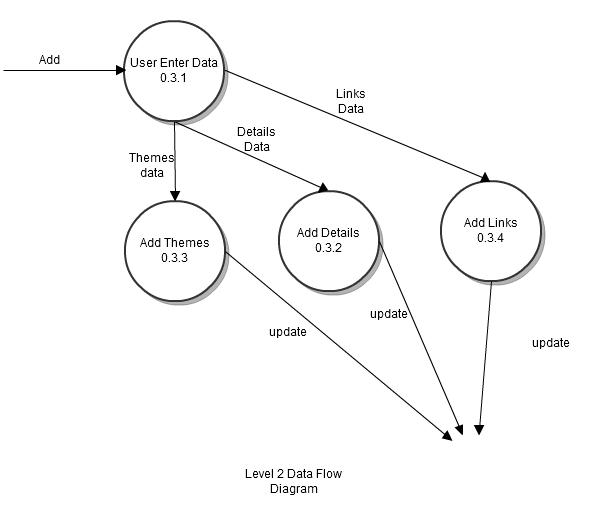 Add
User Enter Data
0.3.1
Links
Data
Details
Data
Themes
data
Add Themes
0.3.3
Add Details
0.3.2
Add Links
0.3.4
update
update
update
Level 2 Data Flow
Diagram